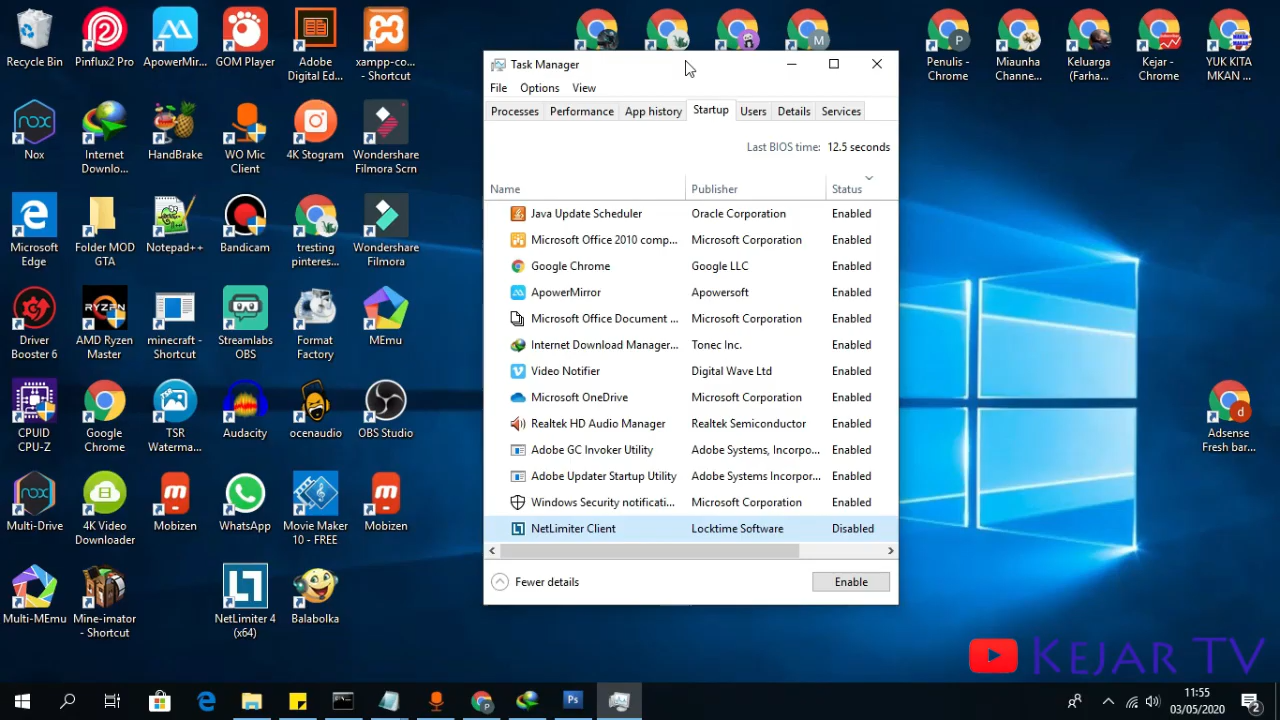 Recycle Bin
Pinflux2 Pro
ApowerMir...
GOM Player
Adobe
Digital Ed...
xampp-co...
- Shortcut
Nox
Internet
Downlo...
HandBrake
WO Mic
Client
4K Stogram
Wondershare
Filmora Scrn
Microsoft
Edge
Folder MOD
GTA
Notepad++
Bandicam
tresting
pinteres...
Wondershare
Filmora
Driver
Booster 6
RYZEN
AMD Ryzen
Master
minecraft -
Shortcut
Streamlabs
OBS
Format
Factory
MEmu
CPUID
CPU-Z
Google
Chrome
TSR
Waterma...
Audacity
ocenaudio
OBS Studio
Multi-Drive
4K Video
Downloader
Mobizen
WhatsApp
Movie Maker
10 - FREE
Mobizen
Multi-MEmu
Mine-imator
- Shortcut
NetLimiter 4
(x64)
Balabolka
M
P
Penulis -
Chrome
Miaunha
Channe...
Keluarga
(Farha...
Kejar -
Chrome
YUK KITA
MKAN ...
d
Adsense
Fresh bar...
Task Manager
File Options View
Processes Performance App history Startup Users Details Services
Last BIOS time: 12.5 seconds
Name Publisher Status
Java Update Scheduler Oracle Corporation Enabled
Microsoft Office 2010 comp... Microsoft Corporation Enabled
Google Chrome Google LLC Enabled
ApowerMirror Apowersoft Enabled
Microsoft Office Document ... Microsoft Corporation Enabled
Internet Download Manager... Tonec Inc. Enabled
Video Notifier Digital Wave Ltd Enabled
Microsoft OneDrive Microsoft Corporation Enabled
Realtek HD Audio Manager Realtek Semiconductor Enabled
Adobe GC Invoker Utility Adobe Systems, Incorpo... Enabled
Adobe Updater Startup Utility Adobe Systems Incorpor... Enabled
Windows Security notificati... Microsoft Corporation Enabled
NetLimiter Client Locktime Software Disabled
Fewer details Enable
Kejar TV
Ps
11:55
03/05/2020
2